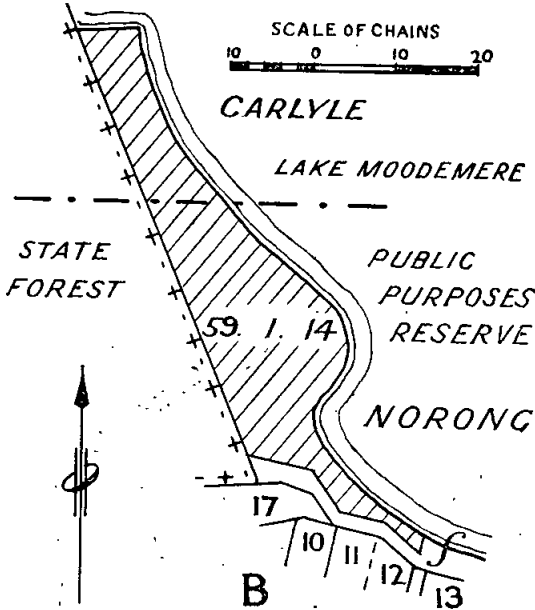 SCALE OF CHAINS
10 0 10 20
CARLYLE
LAKE MOODEMERE
STATE
FOREST
PUBLIC
PURPOSES
RESERVE
59. 1. 14
NORONG
17
10
11
12
13
B